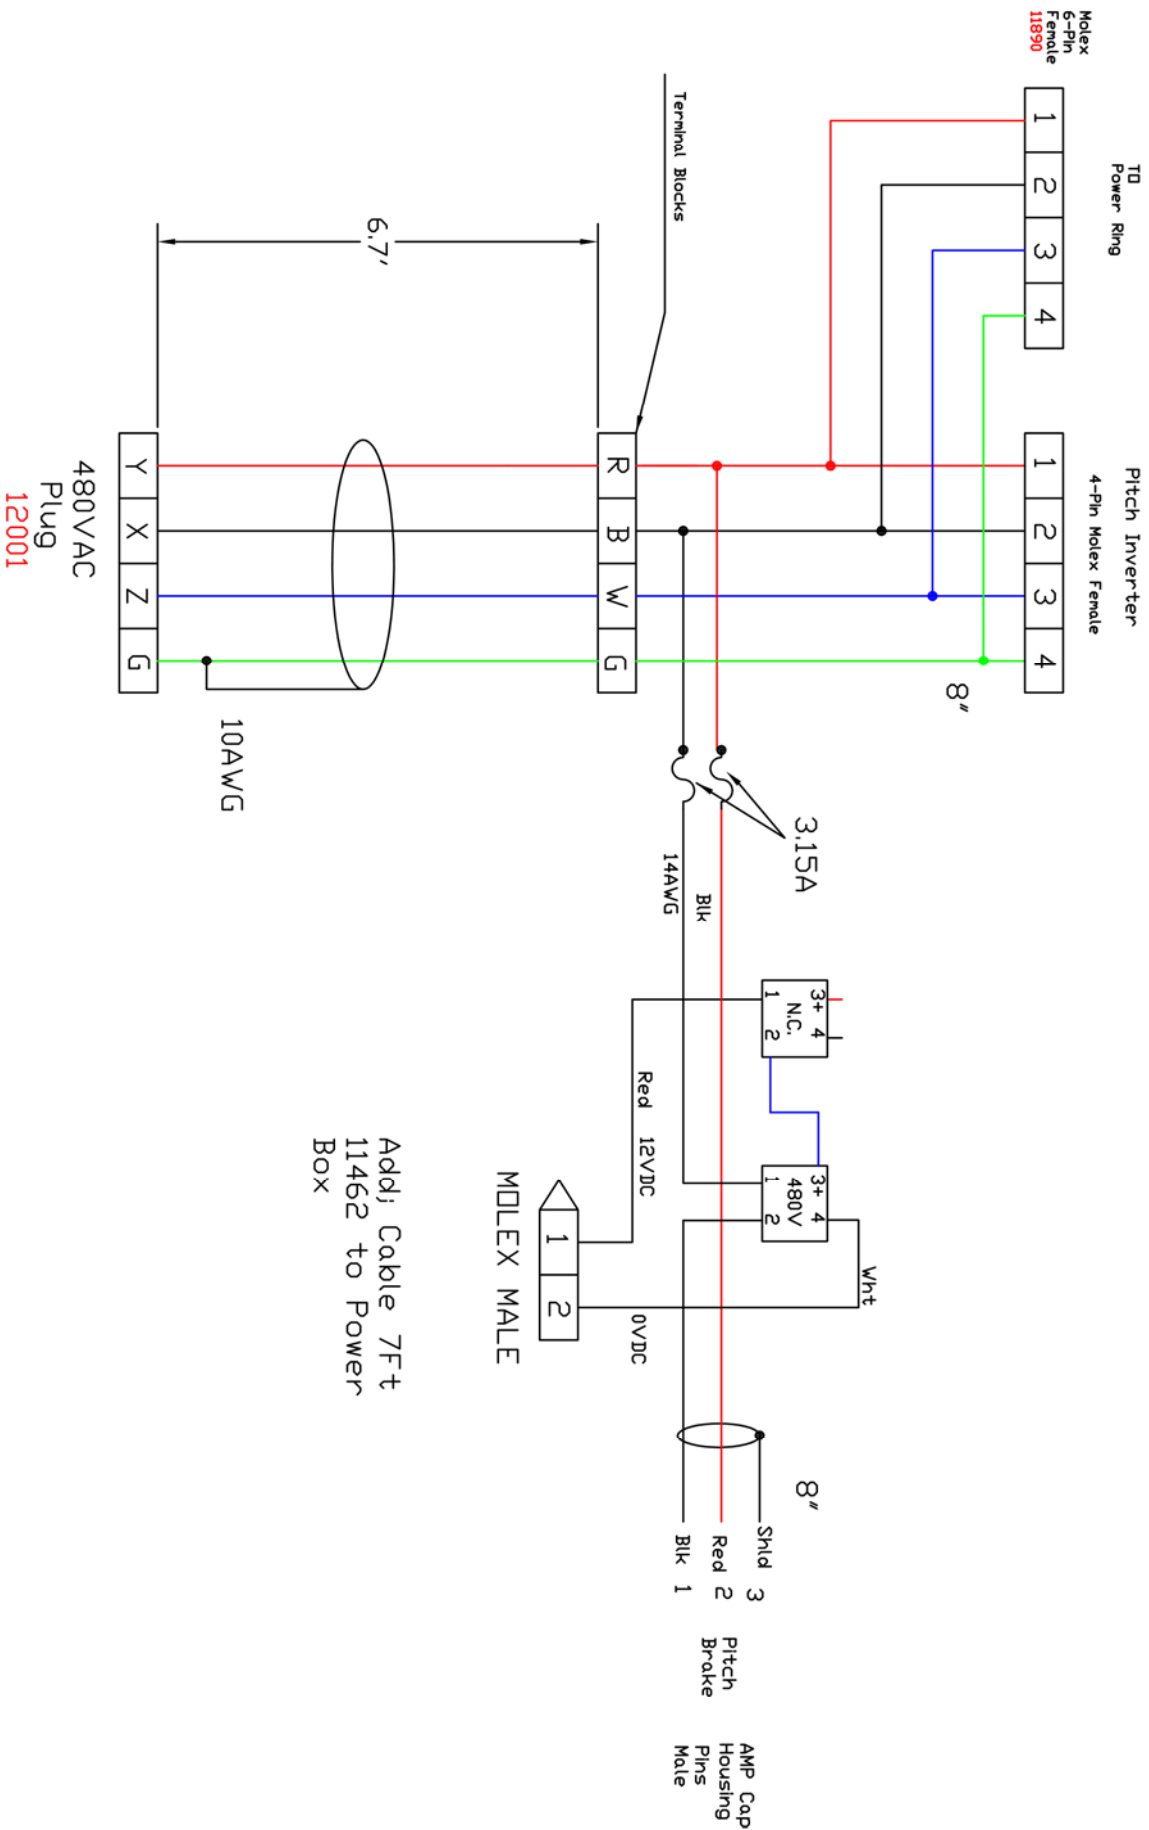 Molex
6-Pin
Female
11890
TO
Power Ring
1
2
3
4
Pitch Inverter
4-Pin Molex Female
1
2
3
4
8"
Terminal Blocks
R
B
W
G
6.7'
Y
X
Z
G
480VAC
Plug
12001
10AWG
3.15A
14AWG
Blk
3+ 4
N.C.
1 2
3+ 4
480V
1 2
Red 12VDC
0VDC
Wht
1
2
MOLEX MALE
Add; Cable 7Ft
11462 to Power
Box
8"
Shld 3
Red 2
Blk 1
Pitch
Brake
AMP Cap
Housing
Pins
Male